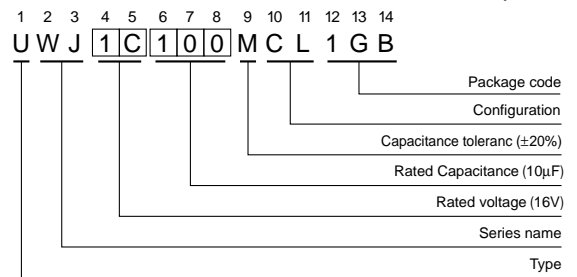 1 2 3 4 5 6 7 8 9 10 11 12 13 14
U W J 1 C 1 0 0 M C L 1 G B
Package code
Configuration
Capacitance toleranc (±20%)
Rated Capacitance (10μF)
Rated voltage (16V)
Series name
Type